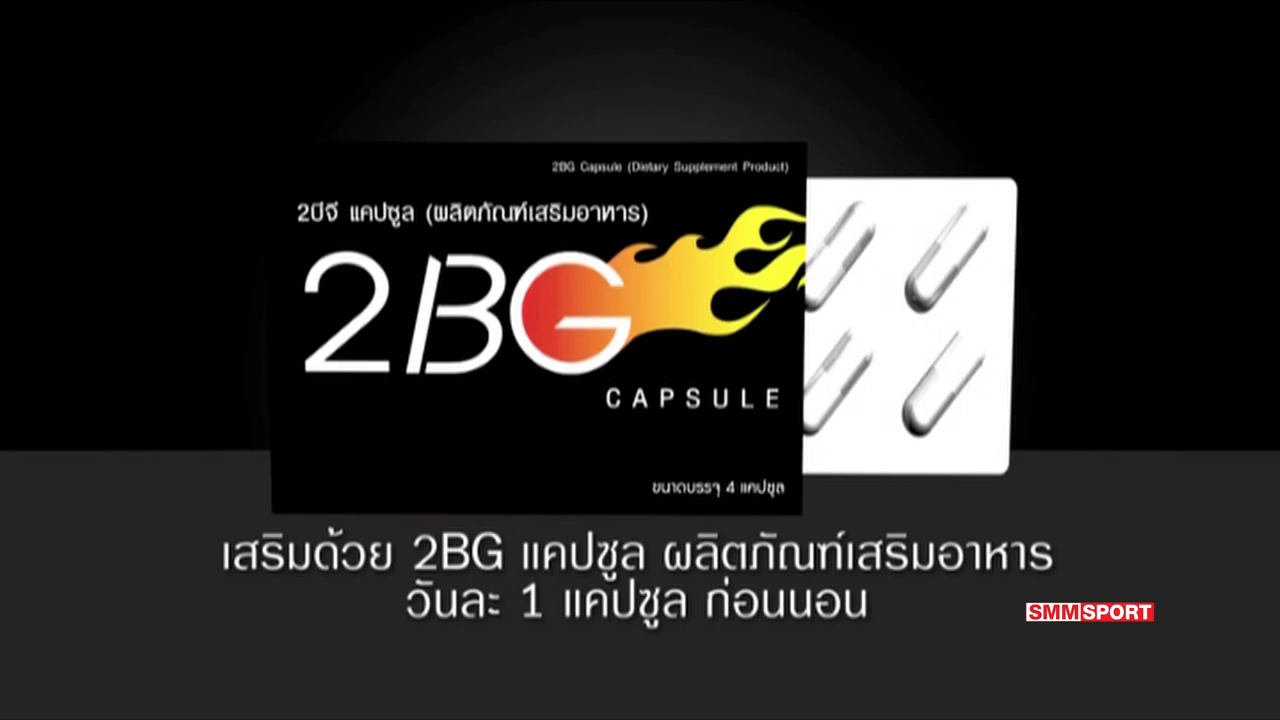 2BG Capsule (Dietary Supplement Product)
2บีจี แคปซูล (ผลิตภัณฑ์เสริมอาหาร)
2BG
CAPSULE
ขนาดบรรจุ 4 แคปซูล
เสริมด้วย 2BG แคปซูล ผลิตภัณฑ์เสริมอาหาร
วันละ 1 แคปซูล ก่อนนอน
SMMSPORT